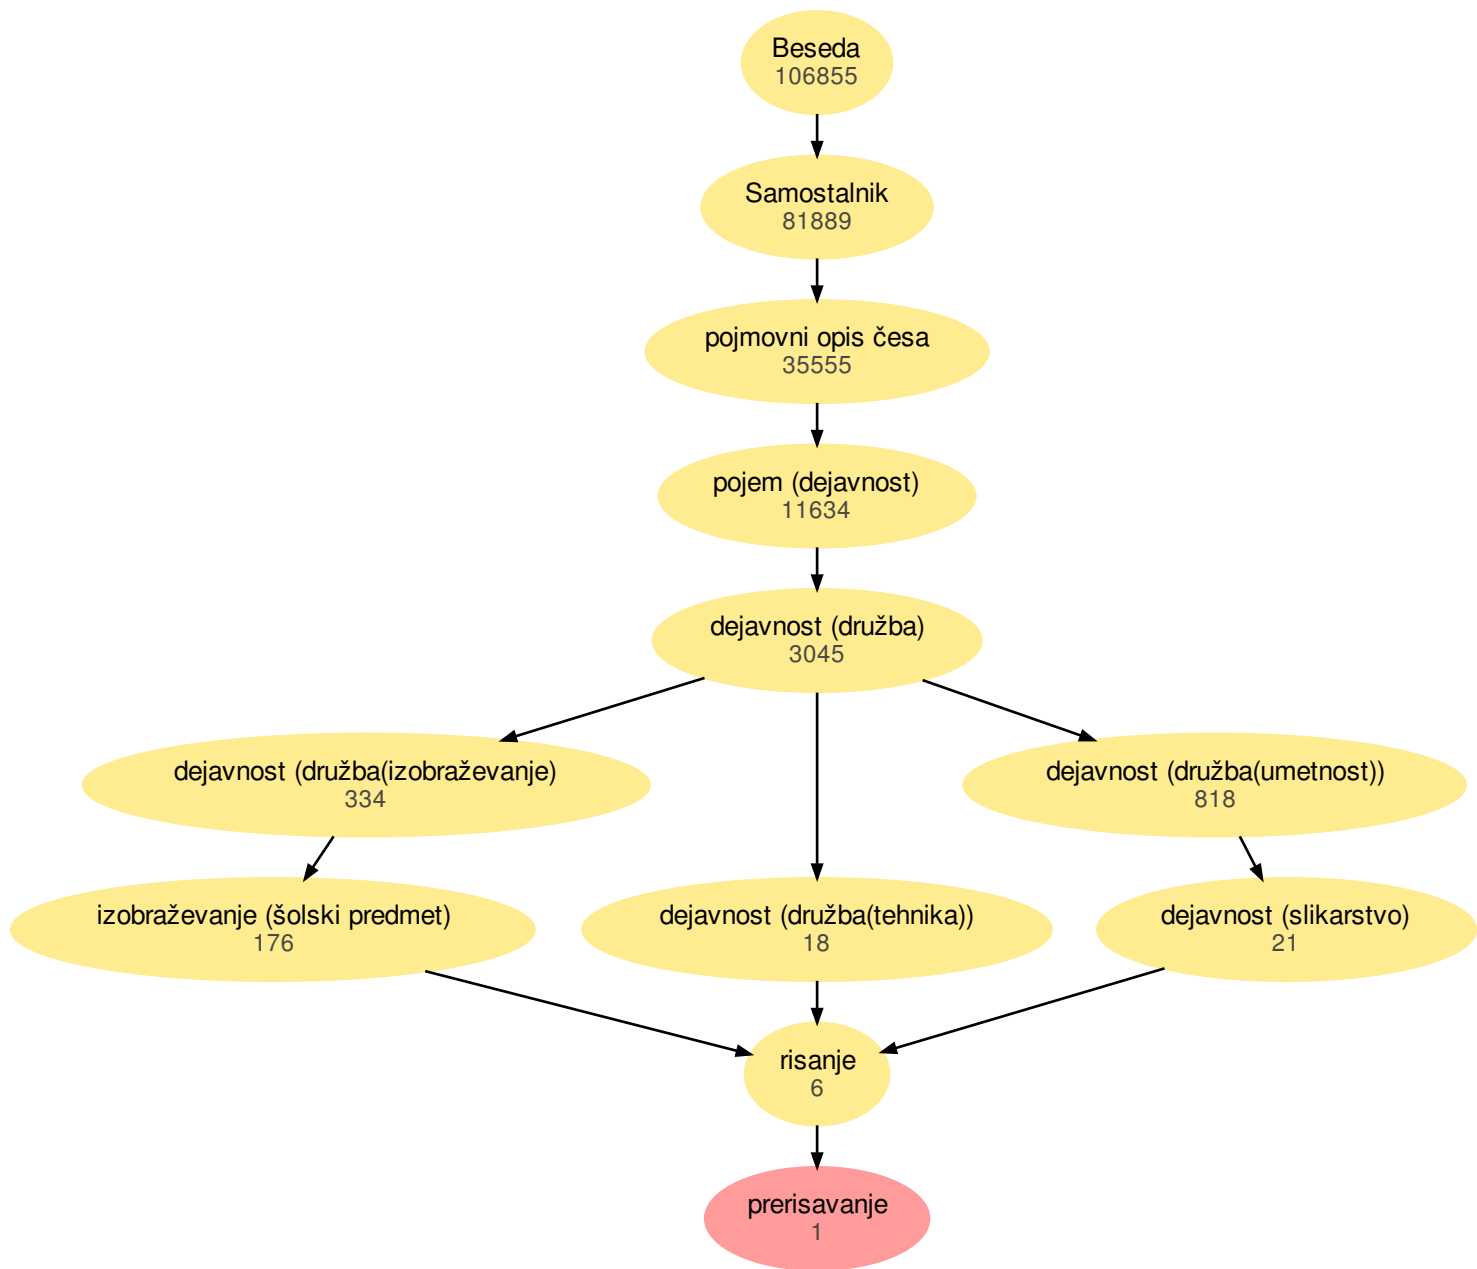 Beseda
106855
Samostalnik
81889
pojmovni opis česa
35555
pojem (dejavnost)
11634
dejavnost (družba)
3045
dejavnost (družba(izobraževanje)
334
dejavnost (družba(umetnost))
818
izobraževanje (šolski predmet)
176
dejavnost (družba(tehnika))
18
dejavnost (slikarstvo)
21
risanje
6
prerisavanje
1